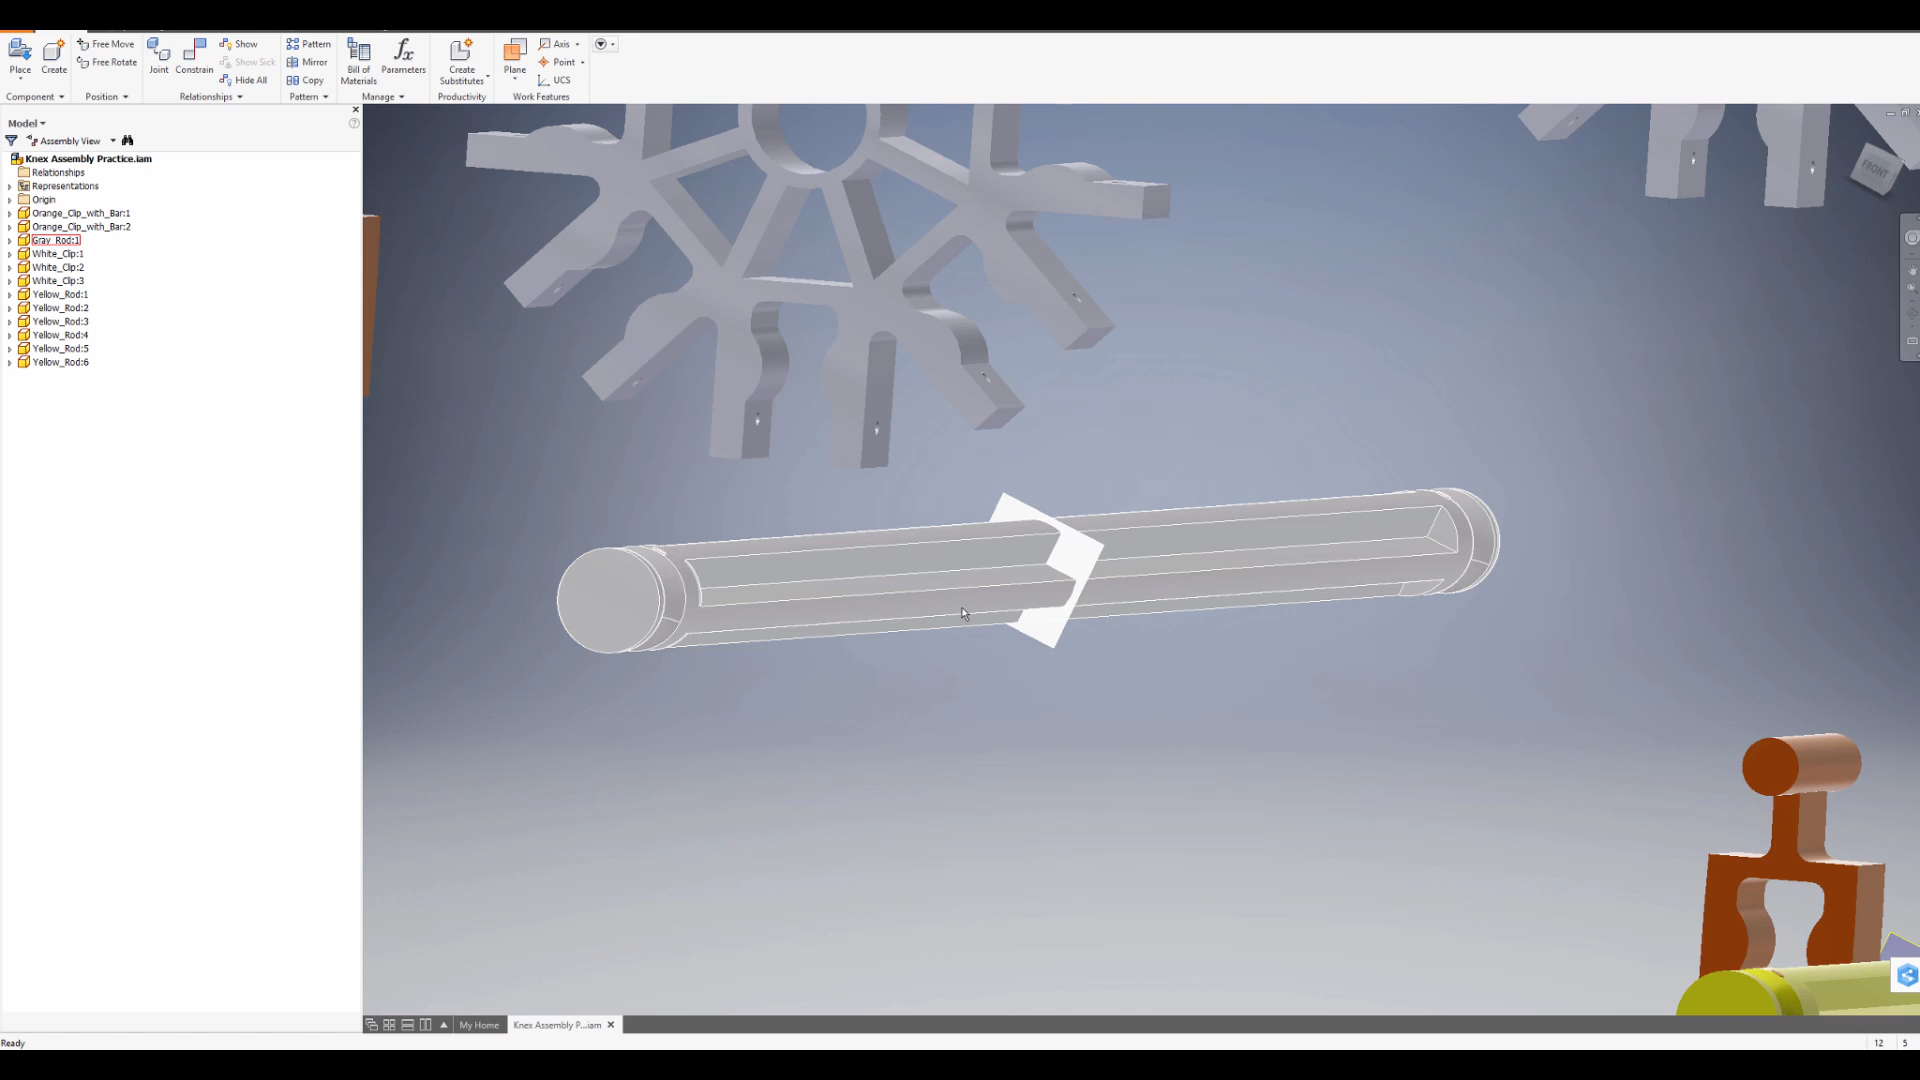 Place
Create
Free Move
Free Rotate
Joint
Constrain
Show
Show Sick
Hide All
Pattern
Mirror
Copy
Bill of
Materials
Parameters
Create
Substitutes
Plane
Axis
Point
UCS
Component
Position
Relationships
Pattern
Manage
Productivity
Work Features
Model
Assembly View
Knex Assembly Practice.iam
Relationships
Representations
Origin
Orange_Clip_with_Bar:1
Orange_Clip_with_Bar:2
Gray_Rod:1
White_Clip:1
White_Clip:2
White_Clip:3
Yellow_Rod:1
Yellow_Rod:2
Yellow_Rod:3
Yellow_Rod:4
Yellow_Rod:5
Yellow_Rod:6
FRONT
My Home
Knex Assembly P...iam
Ready
12 5